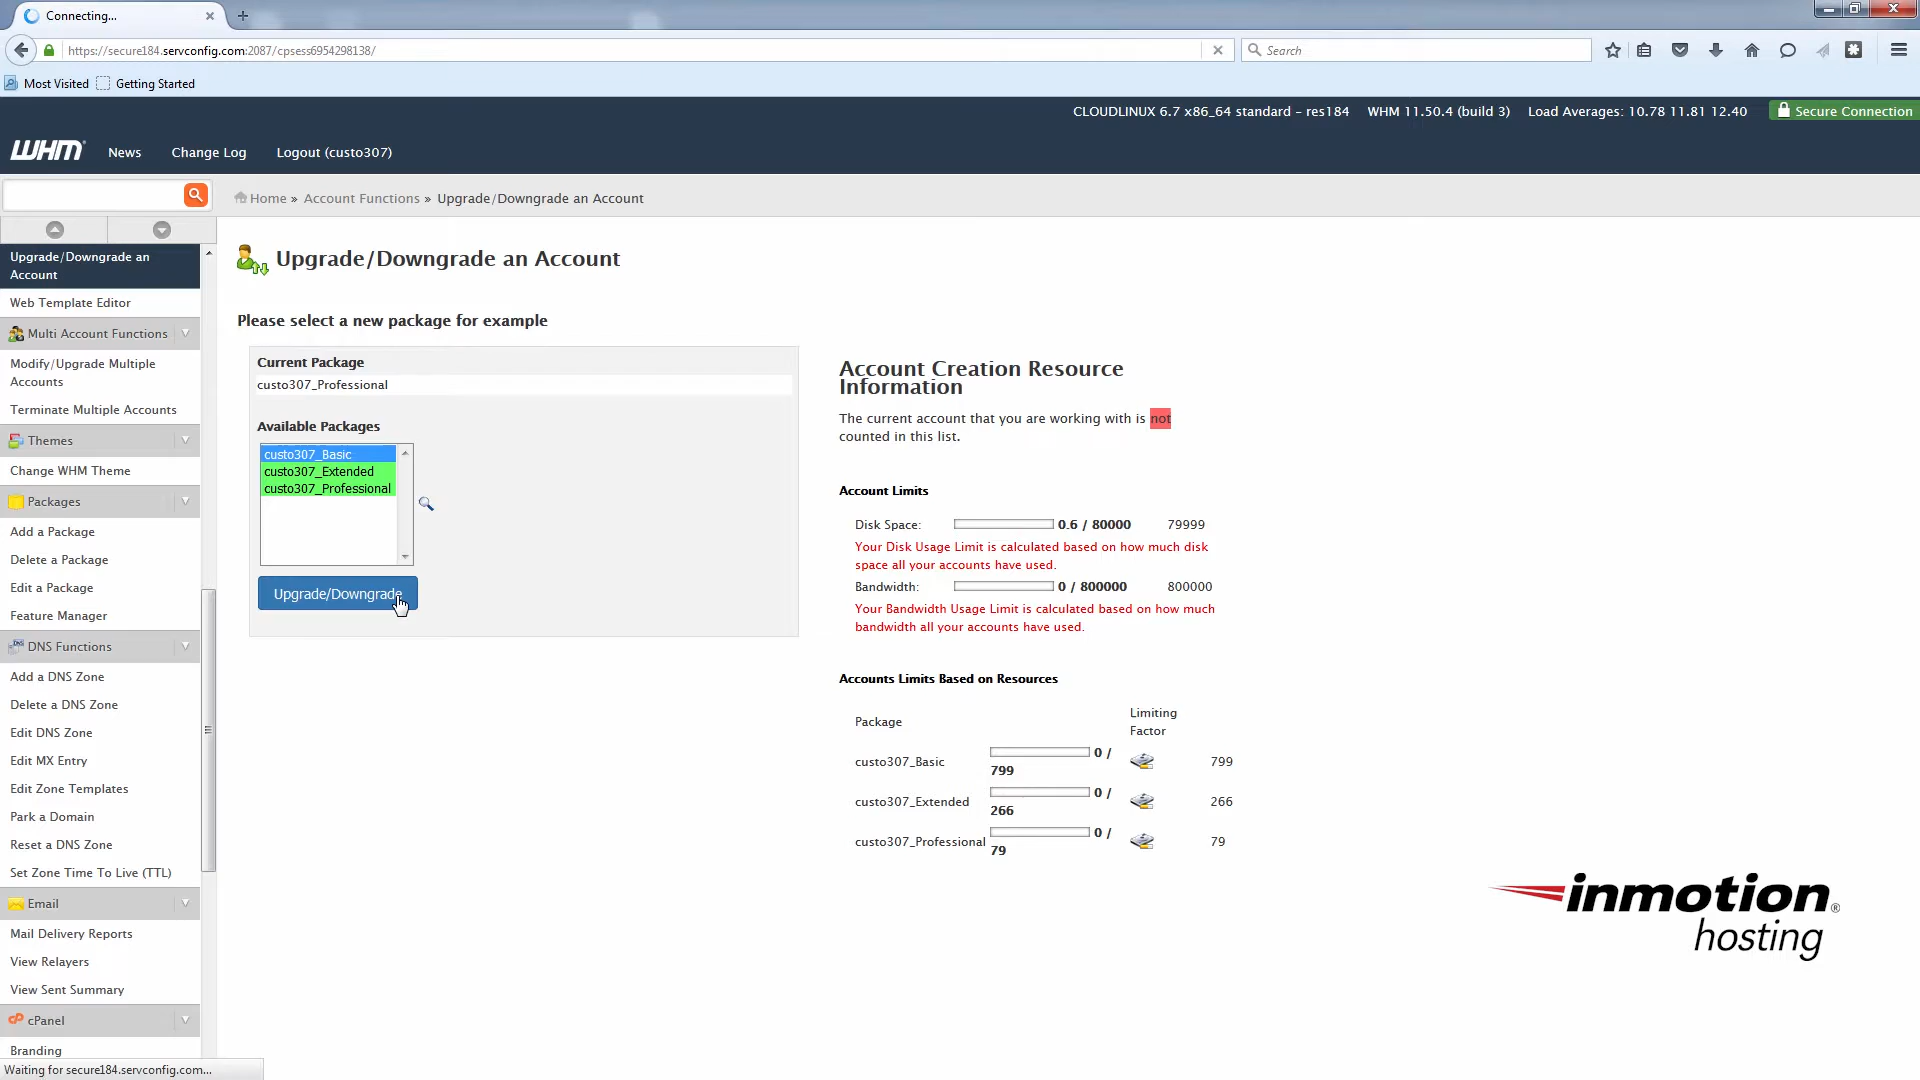 Connecting...
https://secure184.servconfig.com:2087/cpsess6954298138/
Search
Most Visited
Getting Started
CLOUDLINUX 6.7 x86_64 standard – res184
WHM 11.50.4 (build 3)
Load Averages: 10.78 11.81 12.40
Secure Connection
WHM
News
Change Log
Logout (custo307)
Home » Account Functions » Upgrade/Downgrade an Account
Upgrade/Downgrade an
Account
Web Template Editor
Multi Account Functions
Modify/Upgrade Multiple
Accounts
Terminate Multiple Accounts
Themes
Change WHM Theme
Packages
Add a Package
Delete a Package
Edit a Package
Feature Manager
DNS Functions
Add a DNS Zone
Delete a DNS Zone
Edit DNS Zone
Edit MX Entry
Edit Zone Templates
Park a Domain
Reset a DNS Zone
Set Zone Time To Live (TTL)
Email
Mail Delivery Reports
View Relayers
View Sent Summary
cPanel
Branding
Waiting for secure184.servconfig.com...
Upgrade/Downgrade an Account
Please select a new package for example
Current Package
custo307_Professional
Available Packages
custo307_Basic
custo307_Extended
custo307_Professional
Upgrade/Downgrade
Account Creation Resource
Information
The current account that you are working with is not
counted in this list.
Account Limits
Disk Space: 0.6 / 80000 79999
Your Disk Usage Limit is calculated based on how much disk
space all your accounts have used.
Bandwidth: 0 / 800000 800000
Your Bandwidth Usage Limit is calculated based on how much
bandwidth all your accounts have used.
Accounts Limits Based on Resources
Package
Limiting
Factor
custo307_Basic 0 /
799
799
custo307_Extended 0 /
266
266
custo307_Professional 0 /
79
79
inmotion®
hosting